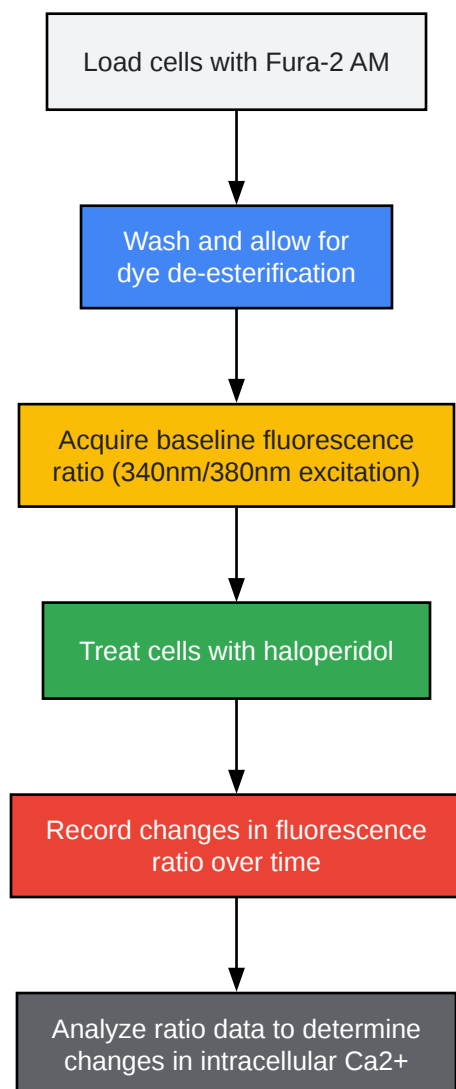 Load cells with Fura-2 AM
Wash and allow for
dye de-esterification
Acquire baseline fluorescence
ratio (340nm/380nm excitation)
Treat cells with haloperidol
Record changes in fluorescence
ratio over time
Analyze ratio data to determine
changes in intracellular Ca2+